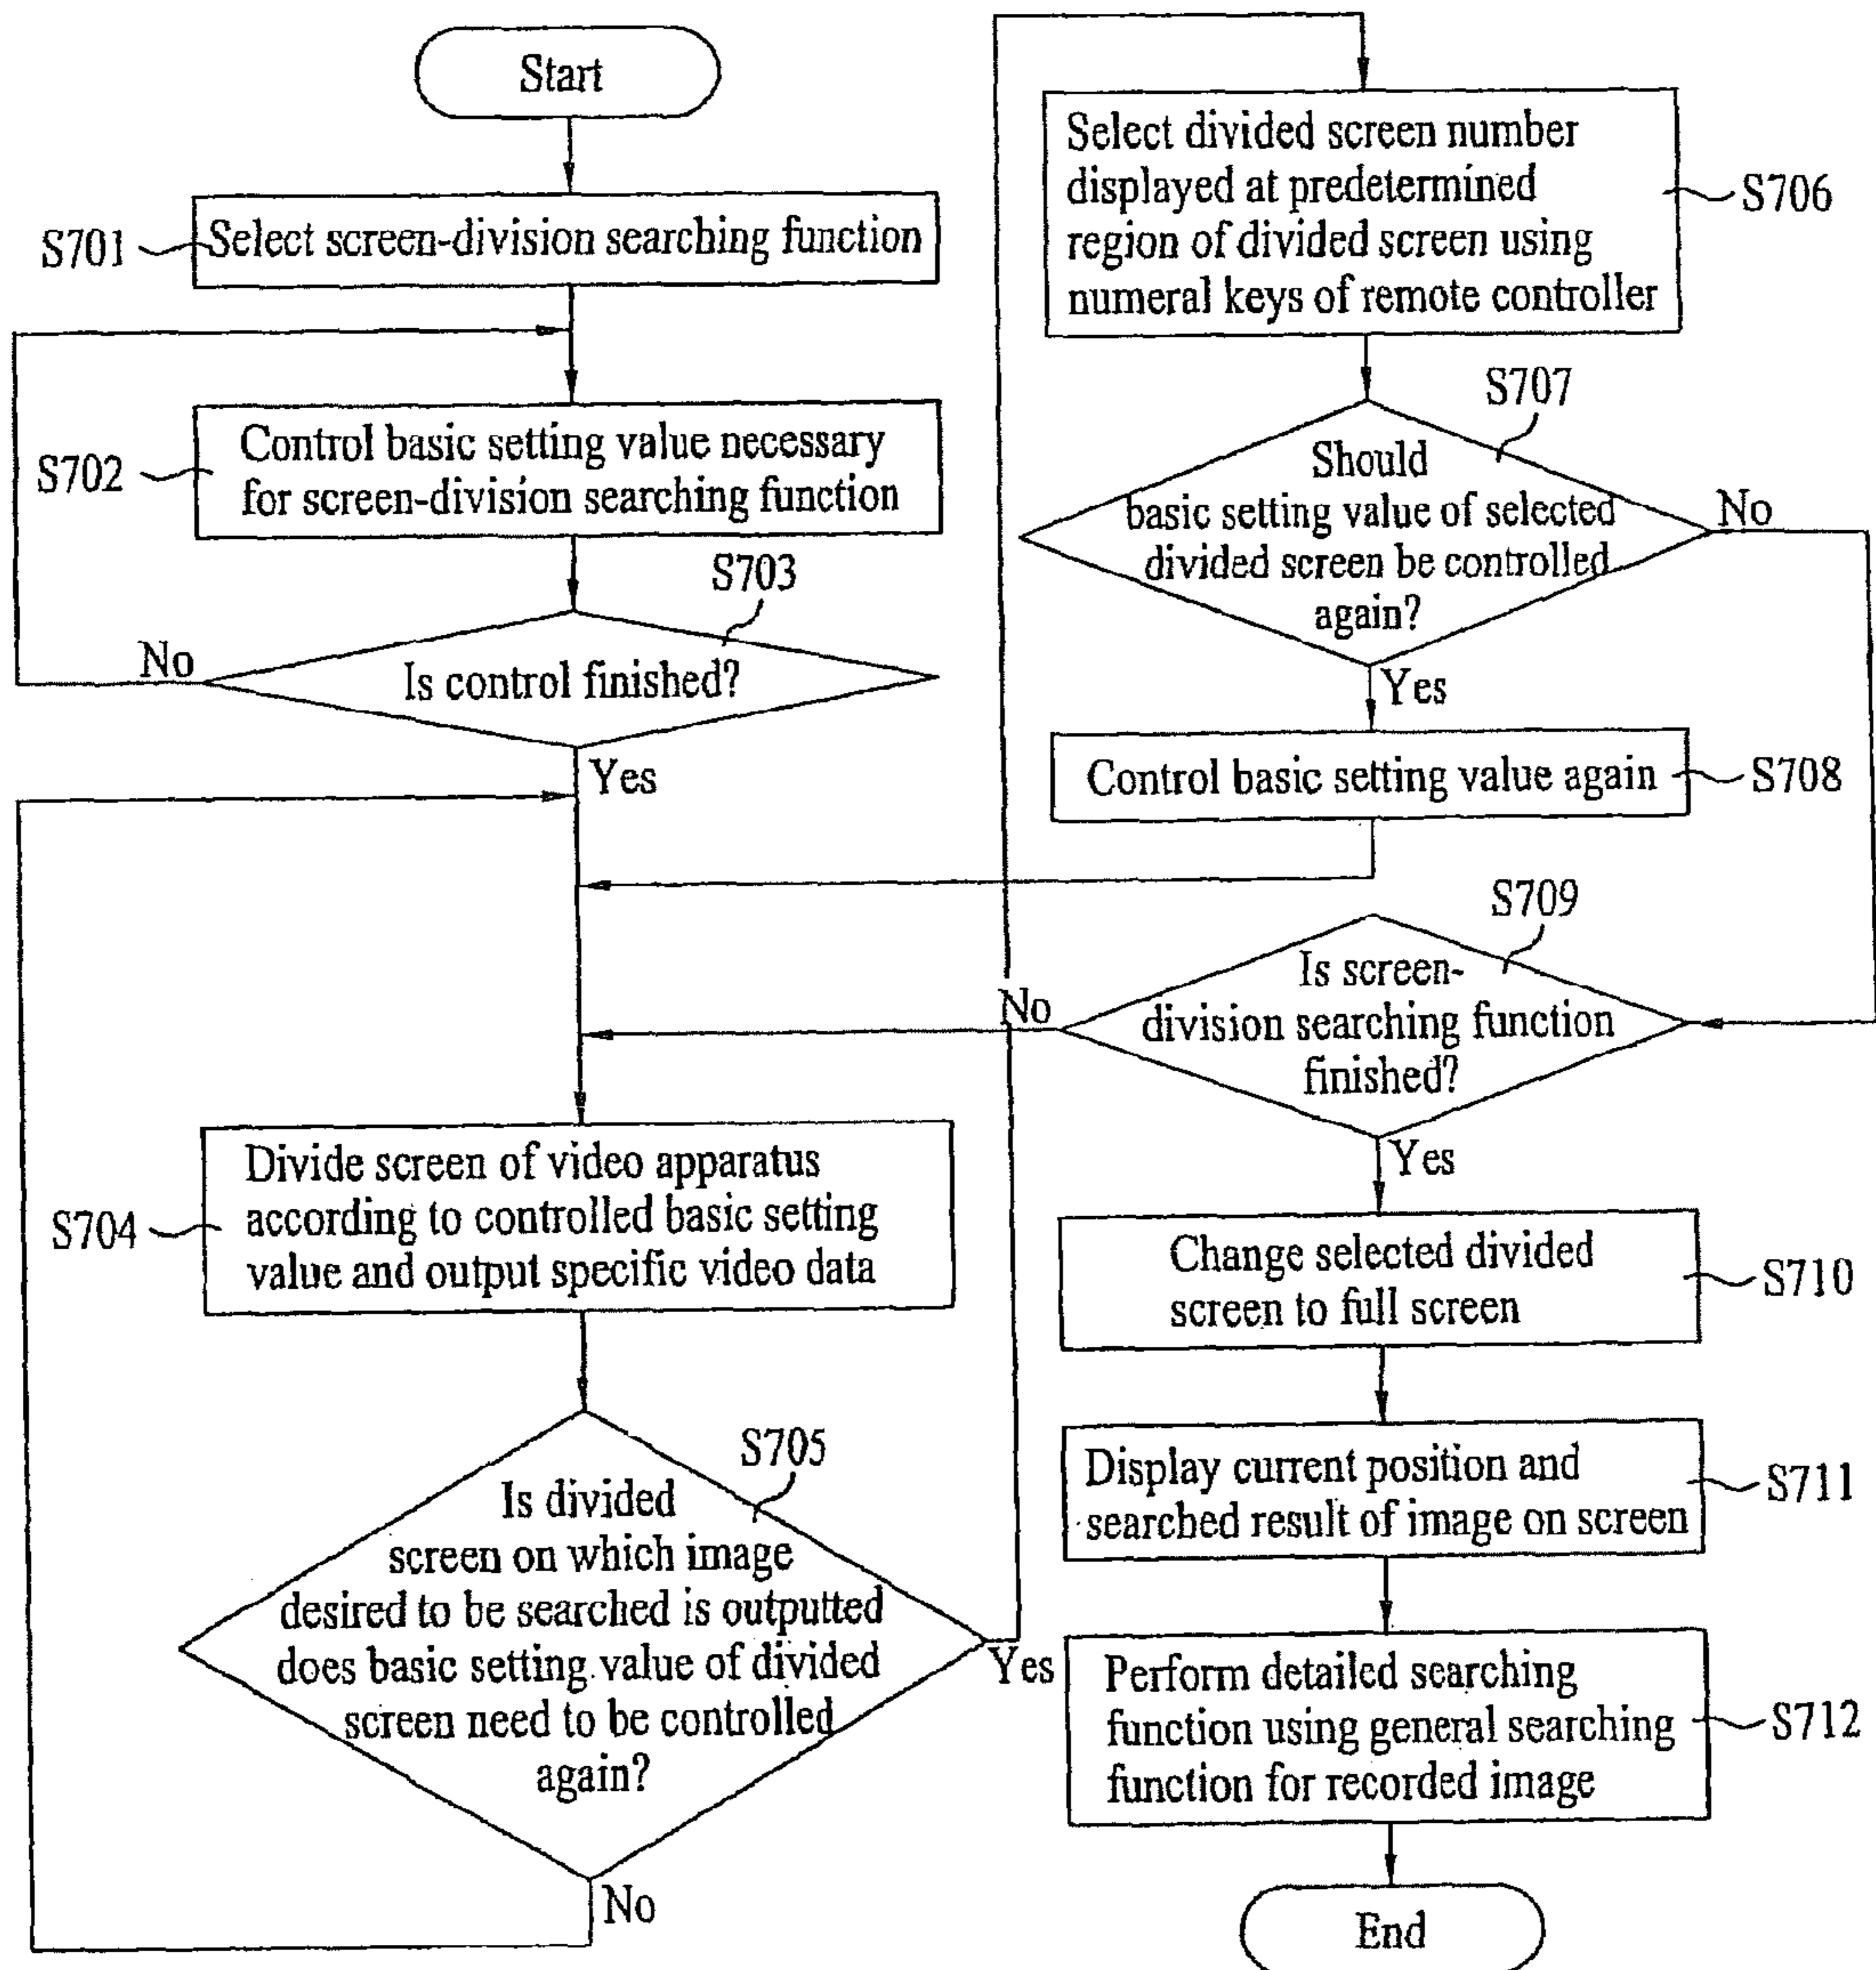 Start
S701
Select screen-division searching function
S702
Control basic setting value necessary
for screen-division searching function
S703
No
Is control finished?
Yes
S704
Divide screen of video apparatus
according to controlled basic setting
value and output specific video data
S705
Is divided
screen on which image
desired to be searched is outputted
does basic setting value of divided
screen need to be controlled
again?
Yes
No
Select divided screen number
displayed at predetermined
region of divided screen using
numeral keys of remote controller
S706
S707
Should
basic setting value of selected
divided screen be controlled
again?
No
Yes
Control basic setting value again
S708
S709
No
Is screen-
division searching function
finished?
Yes
Change selected divided
screen to full screen
S710
Display current position and
searched result of image on screen
S711
Perform detailed searching
function using general searching
function for recorded image
S712
End